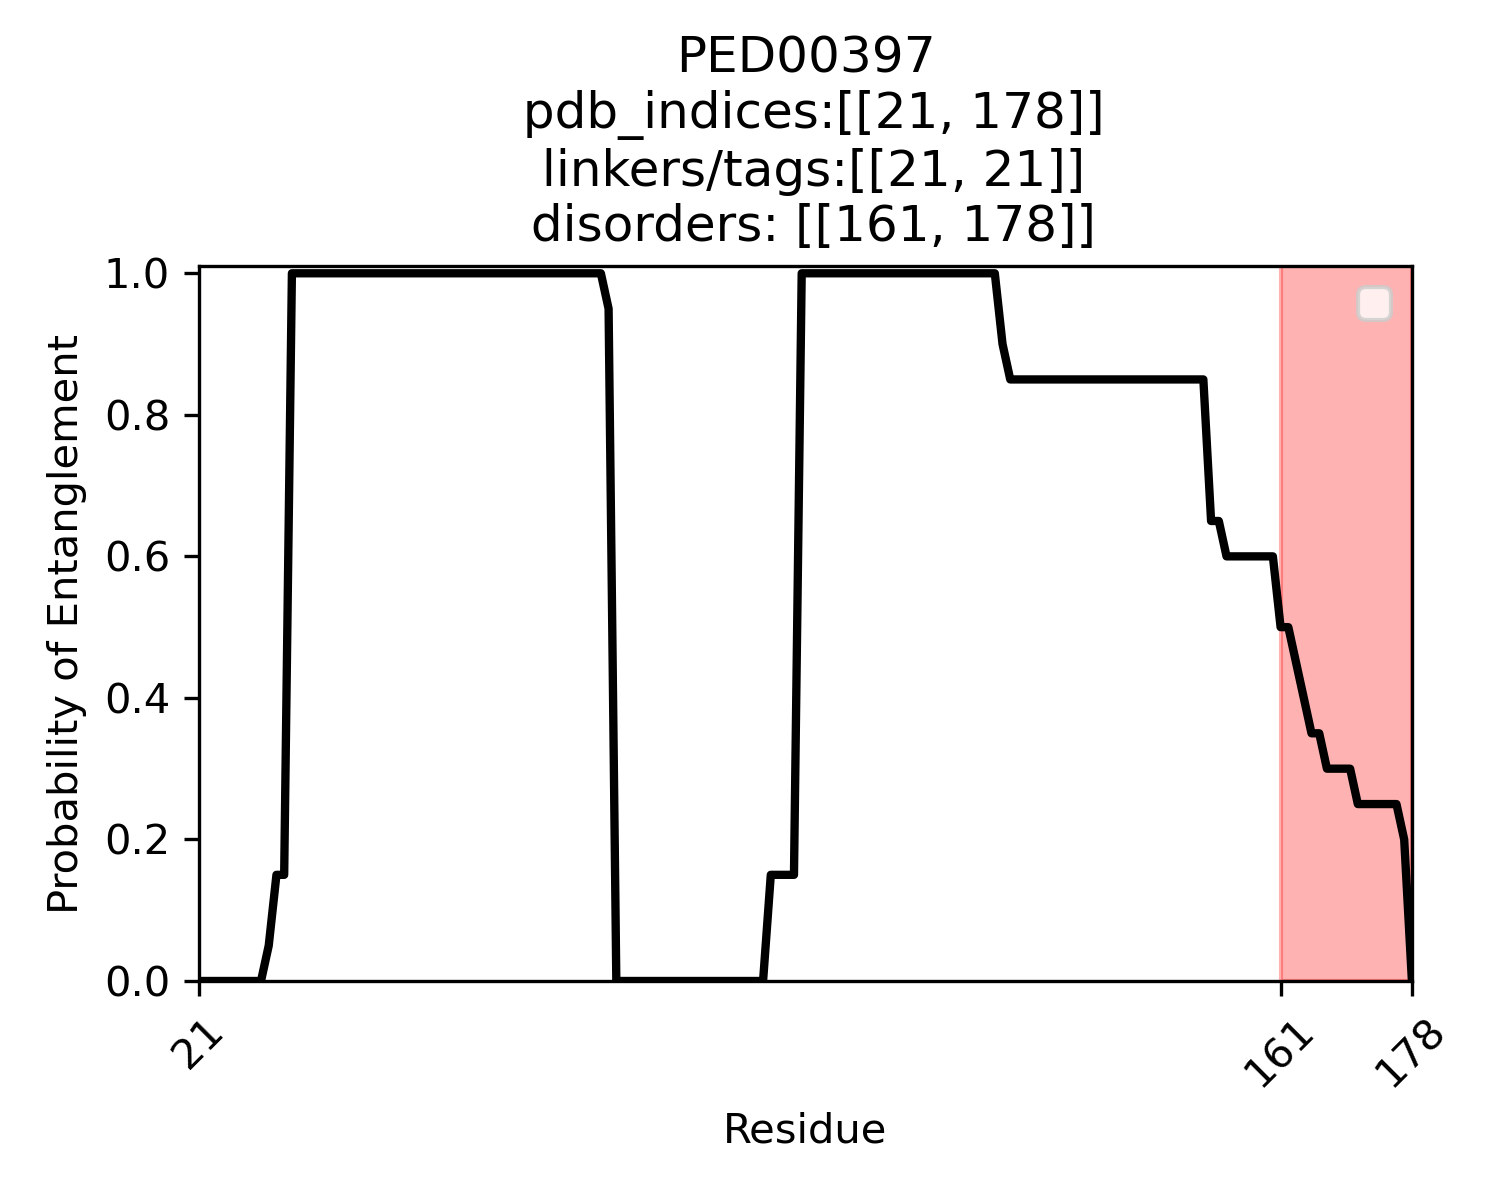 PED00397
pdb_indices:[[21, 178]]
linkers/tags:[[21, 21]]
disorders: [[161, 178]]
1.0
0.8
0.6
0.4
0.2
0.0
Probability of Entanglement
21
161
178
Residue